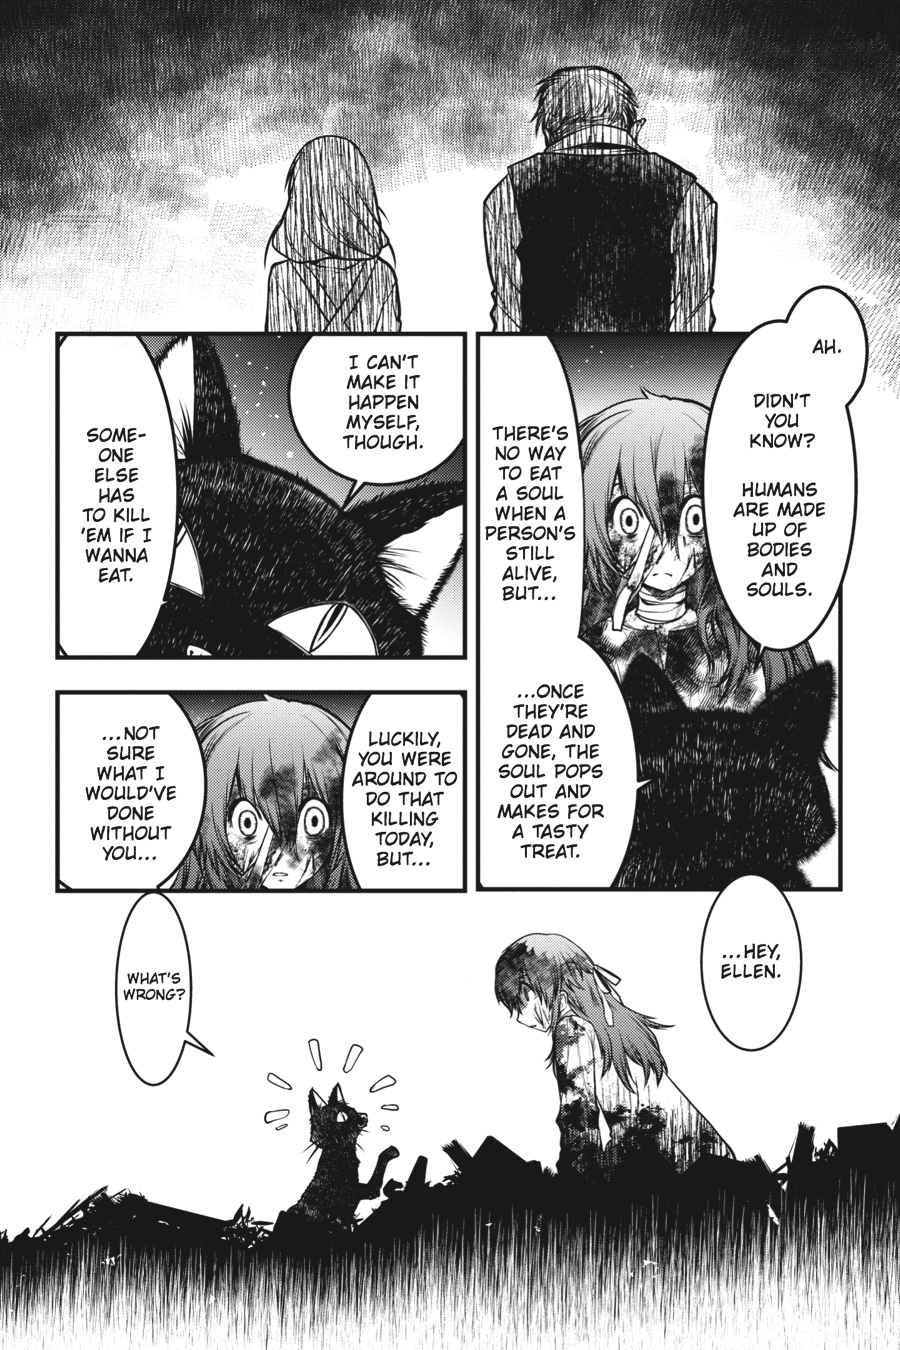 AH.
DIDN'T
YOU
KNOW?
HUMANS
ARE MADE
UP OF
BODIES
AND
SOULS.
THERE'S
NO WAY
TO EAT
A SOUL
WHEN A
PERSON'S
STILL
ALIVE,
BUT...
...ONCE
THEY'RE
DEAD AND
GONE, THE
SOUL POPS
OUT AND
MAKES FOR
A TASTY
TREAT.
I CAN'T
MAKE IT
HAPPEN
MYSELF,
THOUGH.
SOME-
ONE
ELSE
HAS
TO KILL
'EM IF I
WANNA
EAT.
LUCKILY,
YOU WERE
AROUND TO
DO THAT
KILLING
TODAY,
BUT...
...NOT
SURE
WHAT I
WOULD'VE
DONE
WITHOUT
YOU...
...HEY,
ELLEN.
WHAT'S
WRONG?